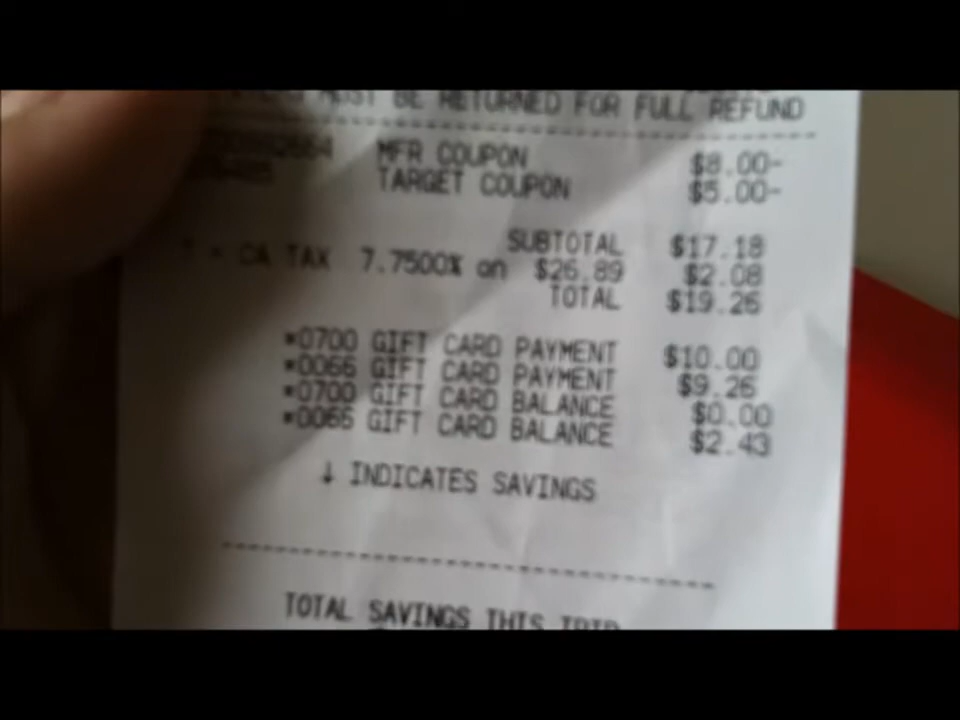 MUST BE RETURNED FOR FULL REFUND
MFR COUPON $8.00-
TARGET COUPON $5.00-
SUBTOTAL $17.18
T = CA TAX 7.7500% on $26.89 $2.08
TOTAL $19.26
*0700 GIFT CARD PAYMENT $10.00
*0066 GIFT CARD PAYMENT $9.26
*0700 GIFT CARD BALANCE $0.00
*0066 GIFT CARD BALANCE $2.43
↓ INDICATES SAVINGS
TOTAL SAVINGS THIS TRIP